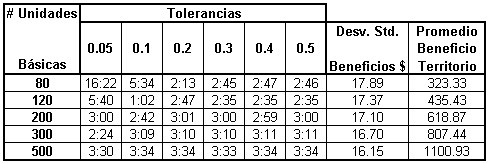 # Unidades Básicas Tolerancias Desv. Std. Beneficios $ Promedio Beneficio Territorio
0.05 0.1 0.2 0.3 0.4 0.5
80 16:22 5:34 2:13 2:45 2:47 2:46 17.89 323.33
120 5:40 1:02 2:47 2:35 2:35 2:35 17.37 435.43
200 3:00 2:42 3:01 3:00 2:59 3:00 17.10 618.87
300 2:24 3:09 3:10 3:10 3:11 3:11 16.70 807.44
500 3:30 3:34 3:34 3:33 3:34 3:34 16.15 1100.93